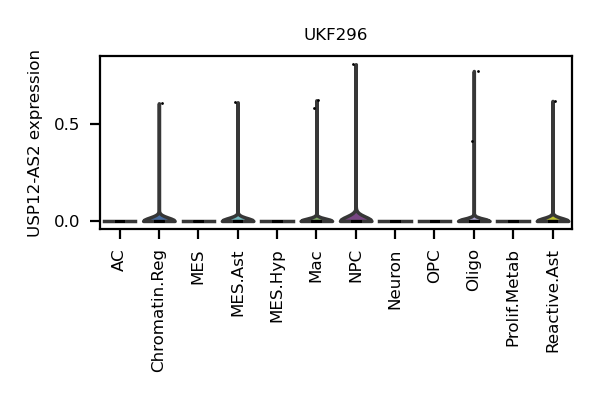 UKF296
USP12-AS2 expression
0.5
0.0
AC
Chromatin.Reg
MES
MES.Ast
MES.Hyp
Mac
NPC
Neuron
OPC
Oligo
Prolif.Metab
Reactive.Ast